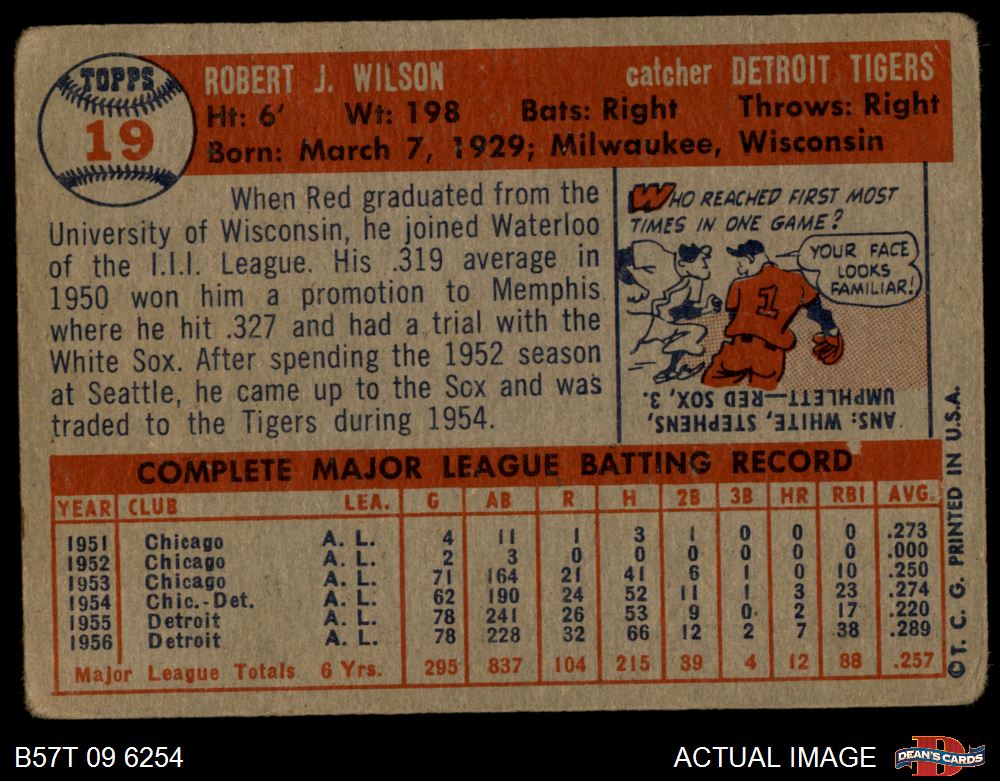 TOPPS
19
ROBERT J. WILSON catcher DETROIT TIGERS
Ht: 6' Wt: 198 Bats: Right Throws: Right
Born: March 7, 1929; Milwaukee, Wisconsin
When Red graduated from the
University of Wisconsin, he joined Waterloo
of the I.I.I. League. His .319 average in
1950 won him a promotion to Memphis
where he hit .327 and had a trial with the
White Sox. After spending the 1952 season
at Seattle, he came up to the Sox and was
traded to the Tigers during 1954.
WHO REACHED FIRST MOST
TIMES IN ONE GAME?
YOUR FACE
LOOKS
FAMILIAR!
1
ANS: WHITE, STEPHENS,
UMPHLETT—RED SOX, 3.
COMPLETE MAJOR LEAGUE BATTING RECORD
YEAR CLUB LEA. G AB R H 2B 3B HR RBI AVG.
1951 Chicago A. L. 4 11 1 3 1 0 0 0 .273
1952 Chicago A. L. 2 3 0 0 0 0 0 0 .000
1953 Chicago A. L. 71 164 21 41 6 1 0 10 .250
1954 Chic.-Det. A. L. 62 190 24 52 11 1 3 23 .274
1955 Detroit A. L. 78 241 26 53 9 0 2 17 .220
1956 Detroit A. L. 78 228 32 66 12 2 7 38 .289
Major League Totals 6 Yrs. 295 837 104 215 39 4 12 88 .257
© T. C. G. PRINTED IN U.S.A.
B57T 09 6254
ACTUAL IMAGE
D
DEAN'S CARDS